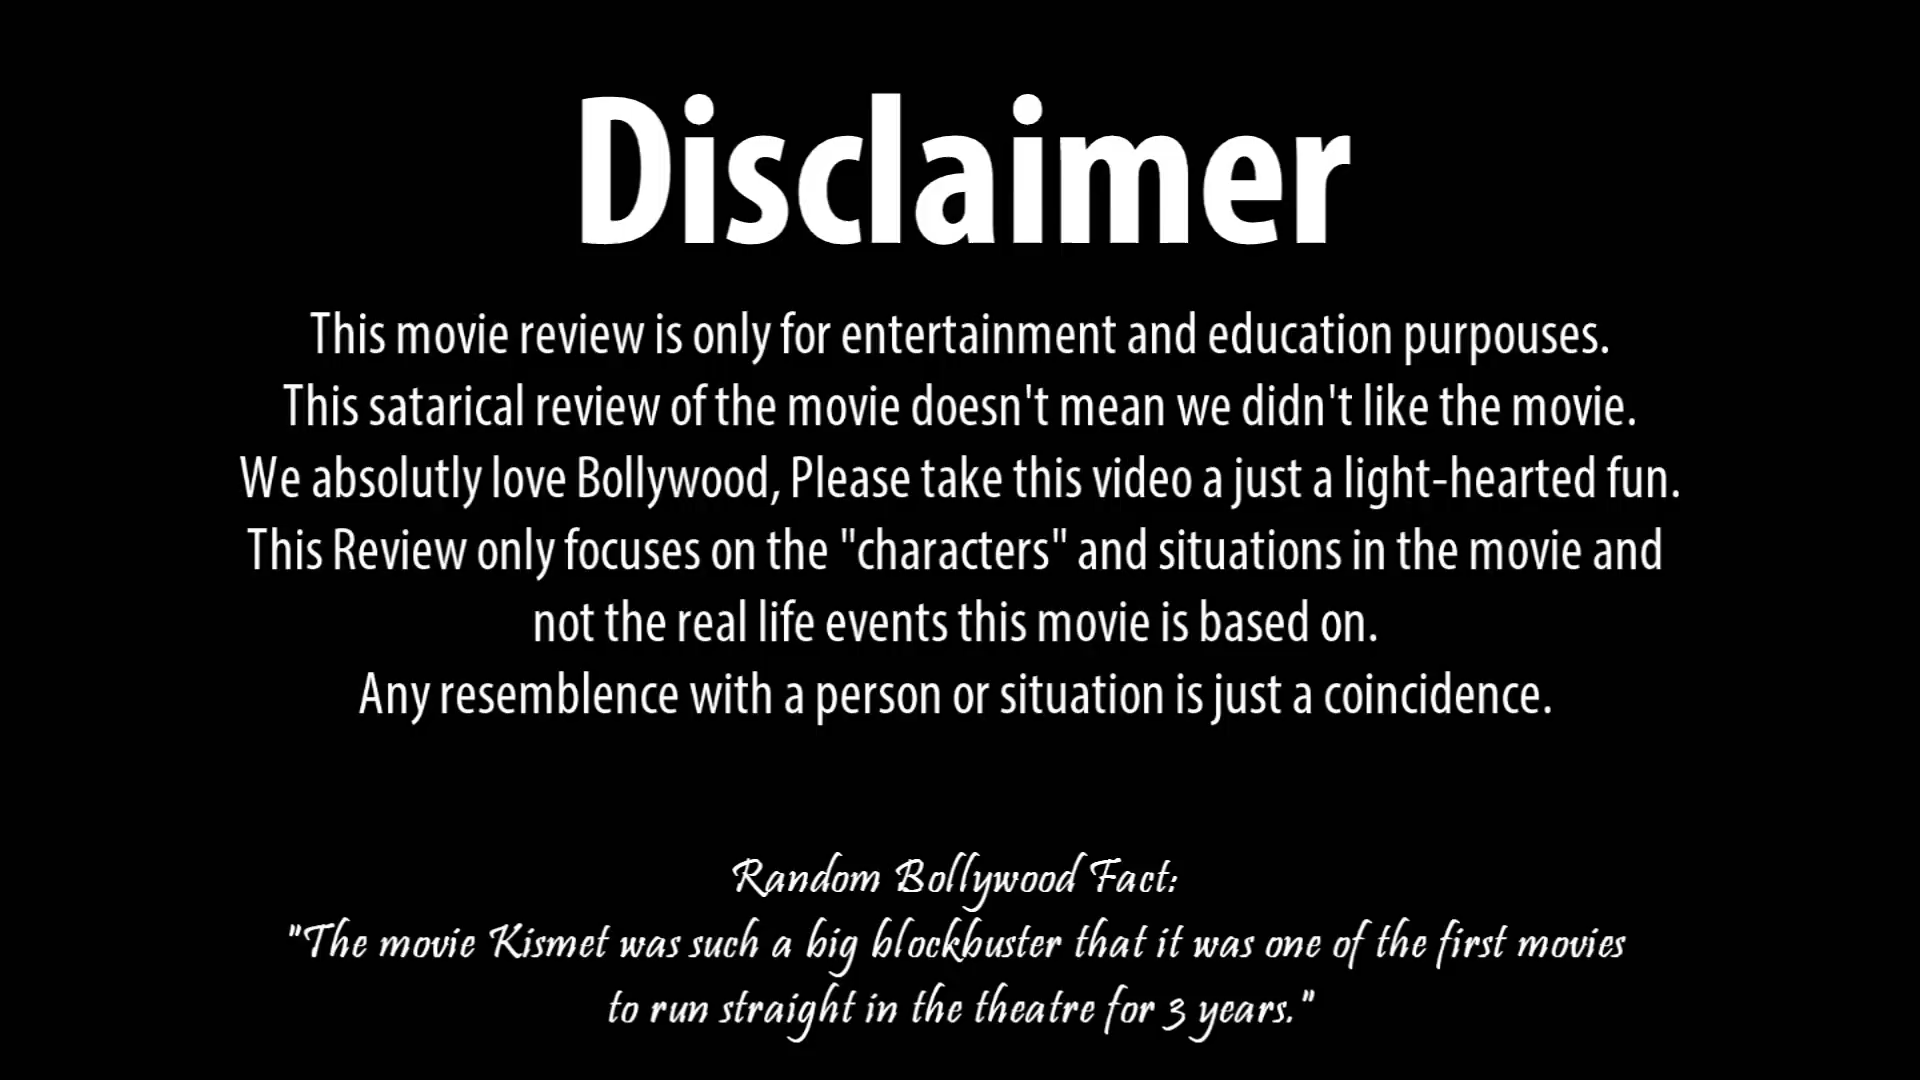 Disclaimer
This movie review is only for entertainment and education purpouses.
This satarical review of the movie doesn't mean we didn't like the movie.
We absolutly love Bollywood, Please take this video a just a light-hearted fun.
This Review only focuses on the "characters" and situations in the movie and
not the real life events this movie is based on.
Any resemblence with a person or situation is just a coincidence.
Random Bollywood Fact:
"The movie Kismet was such a big blockbuster that it was one of the first movies
to run straight in the theatre for 3 years."